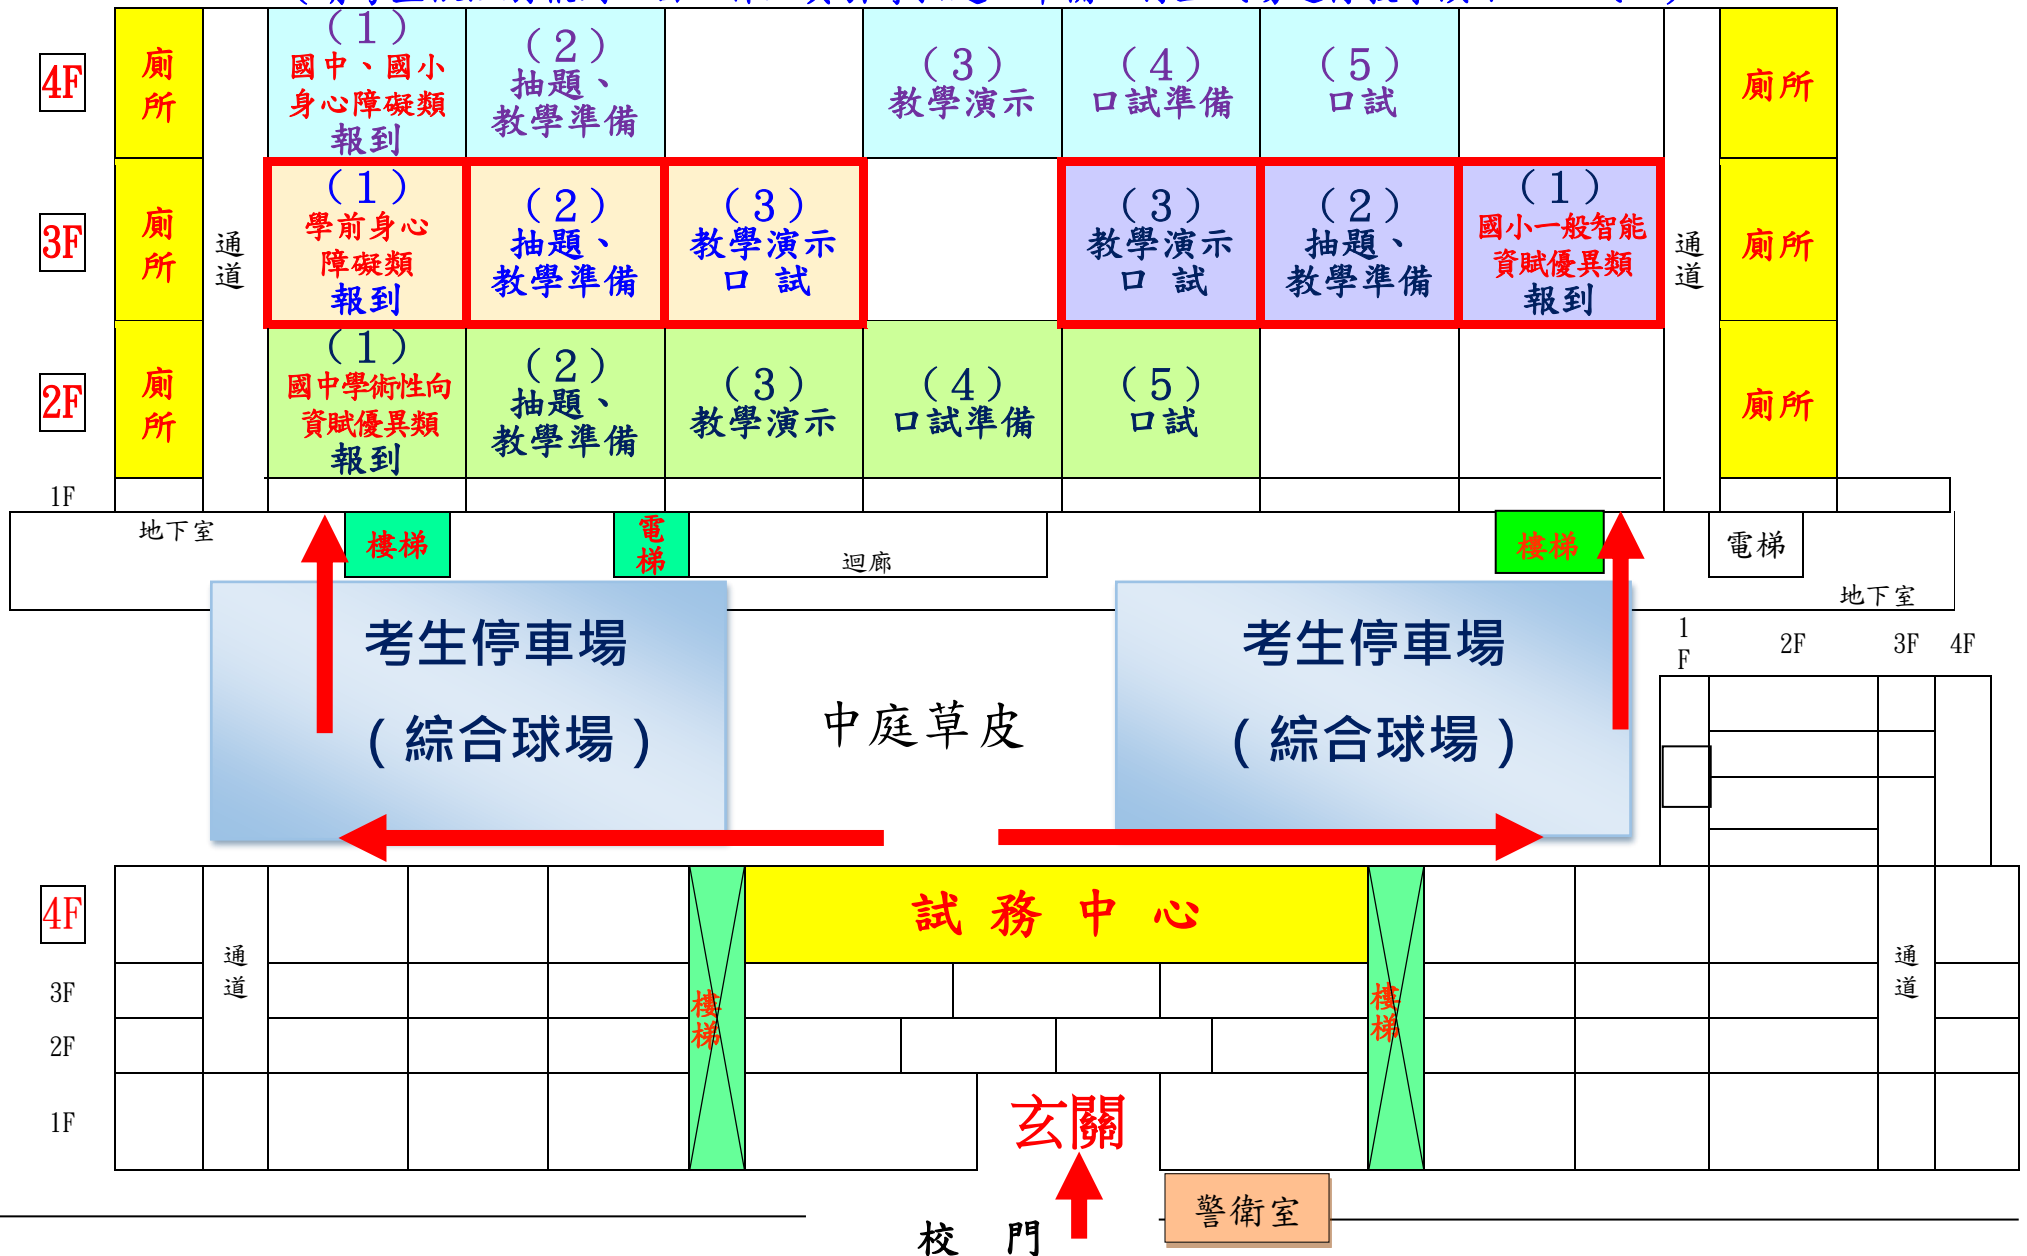 4F
廁所
（１）
國中、國小
身心障礙類
報到
（２）
抽題、
教學準備
（３）
教學演示
（４）
口試準備
（５）
口試
廁所
3F
廁所
通道
（１）
學前身心
障礙類
報到
（２）
抽題、
教學準備
（３）
教學演示
口 試
（３）
教學演示
口 試
（２）
抽題、
教學準備
（１）
國小一般智能
資賦優異類
報到
通道
廁所
2F
廁所
（１）
國中學術性向
資賦優異類
報到
（２）
抽題、
教學準備
（３）
教學演示
（４）
口試準備
（５）
口試
廁所
1F
地下室
樓梯
電梯
迴廊
樓梯
電梯
地下室
考生停車場
（綜合球場）
中庭草皮
考生停車場
（綜合球場）
1F
2F
3F
4F
4F
試 務 中 心
通道
通道
3F
樓梯
樓梯
2F
1F
玄關
警衛室
校 門